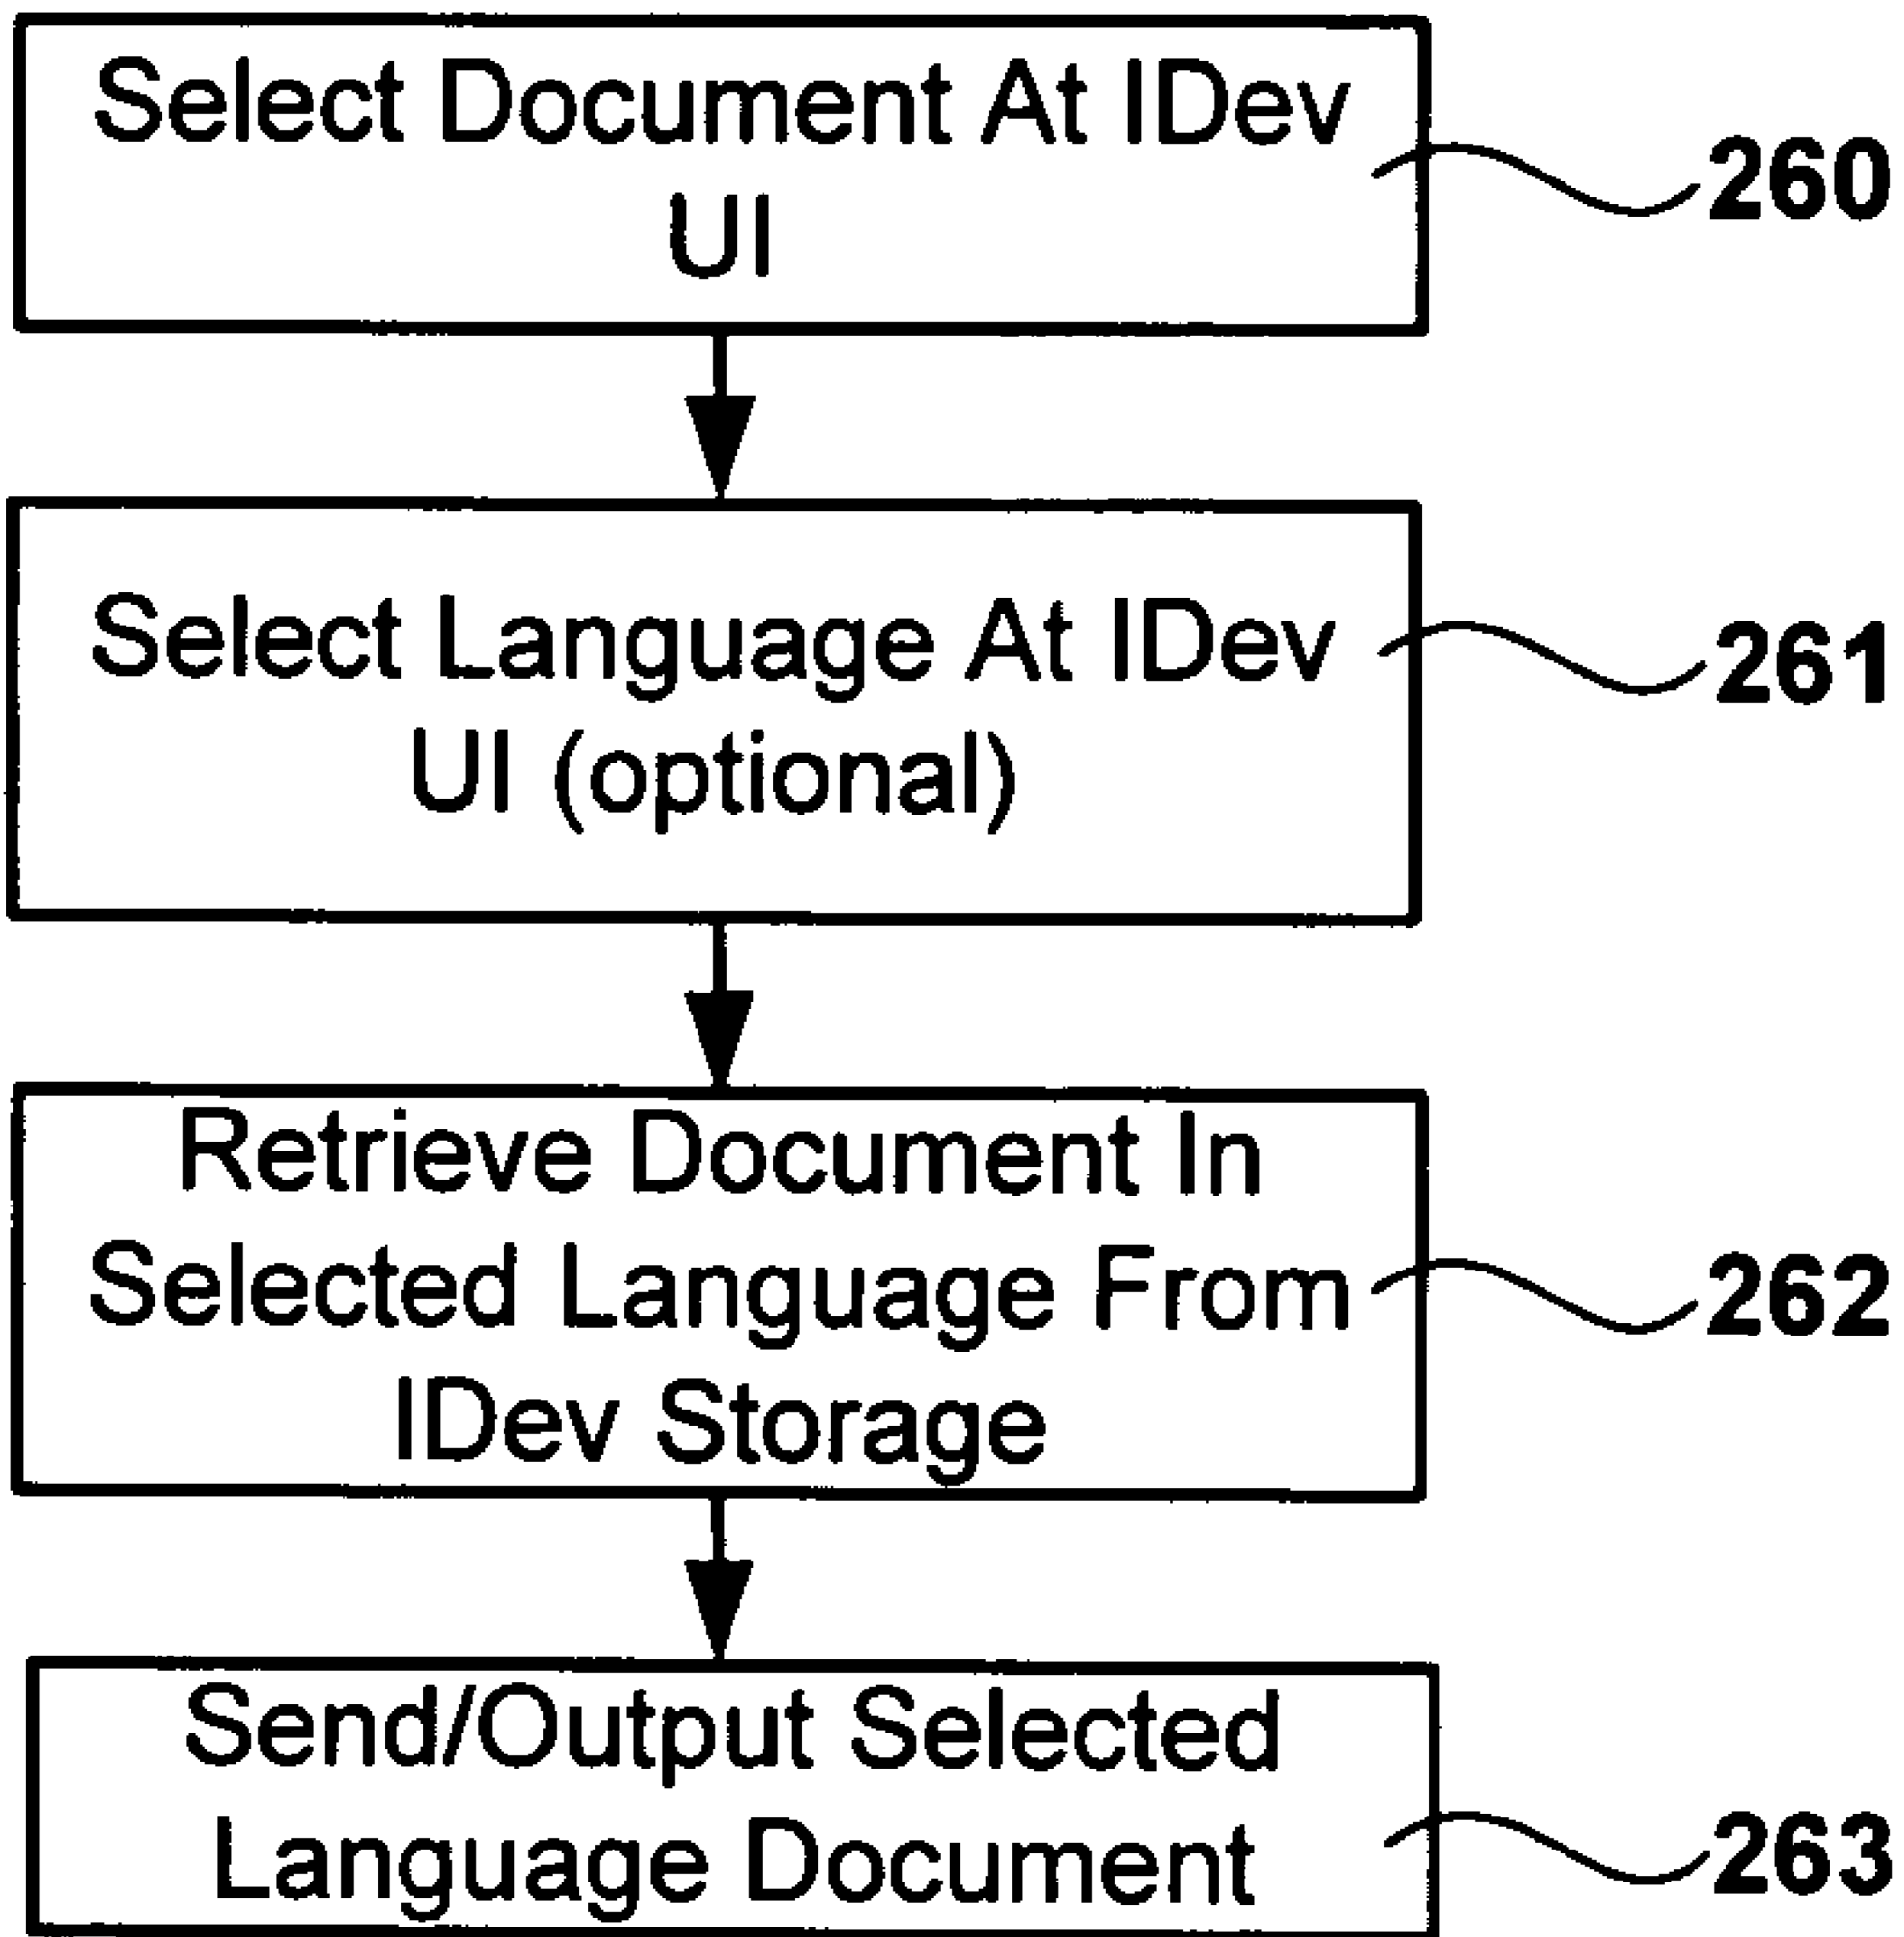 Select Document At IDev
UI
260
Select Language At IDev
UI (optional)
261
Retrieve Document In
Selected Language From
IDev Storage
262
Send/Output Selected
Language Document
263